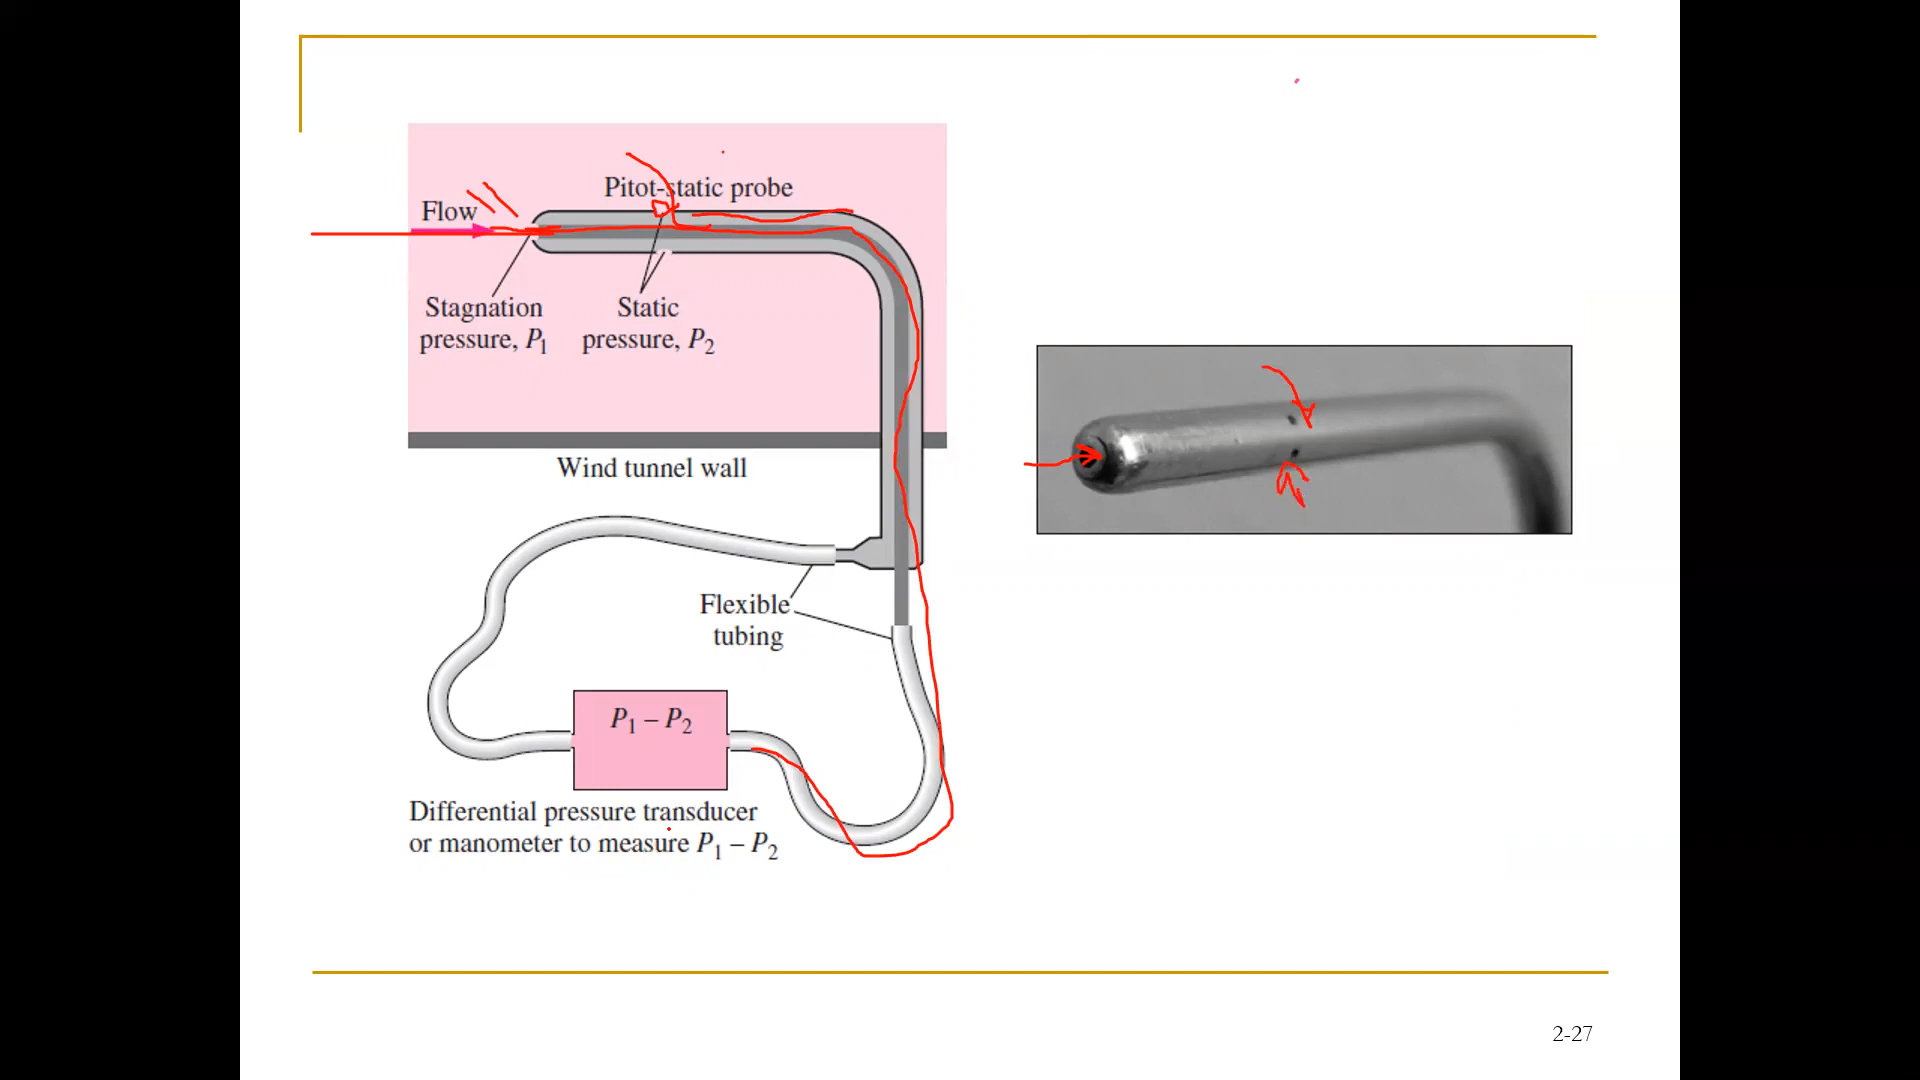 Pitot-static probe
Flow
Stagnation
pressure, P₁
Static
pressure, P₂
Wind tunnel wall
Flexible
tubing
P₁ – P₂
Differential pressure transducer
or manometer to measure P₁ – P₂
2-27